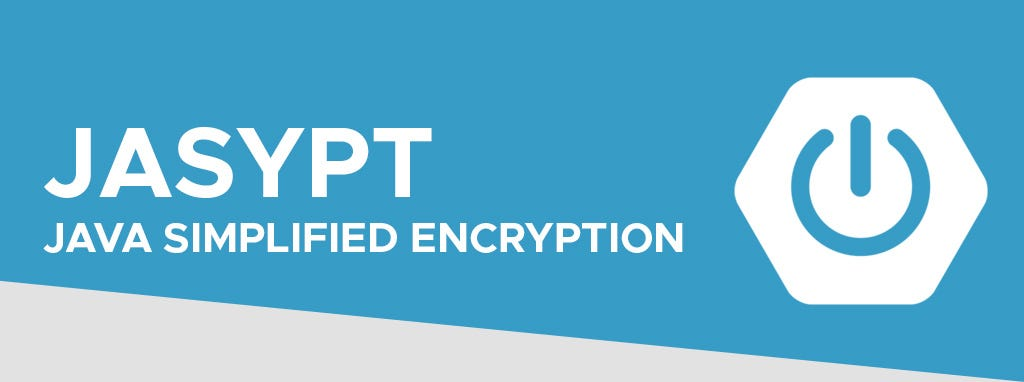 JASYPT
JAVA SIMPLIFIED ENCRYPTION